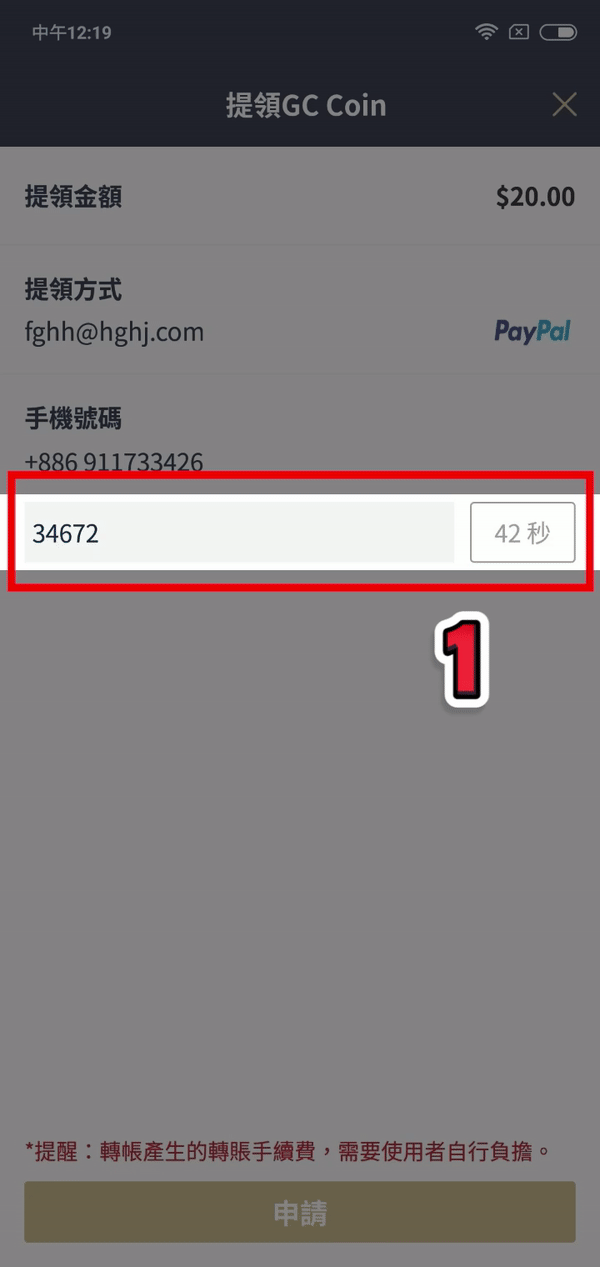 中午12:19
提領GC Coin
提領金額 $20.00
提領方式
fghh@hghj.com PayPal
手機號碼
+886 911733426
34672 42 秒
1
*提醒：轉帳產生的轉賬手續費，需要使用者自行負擔。
申請